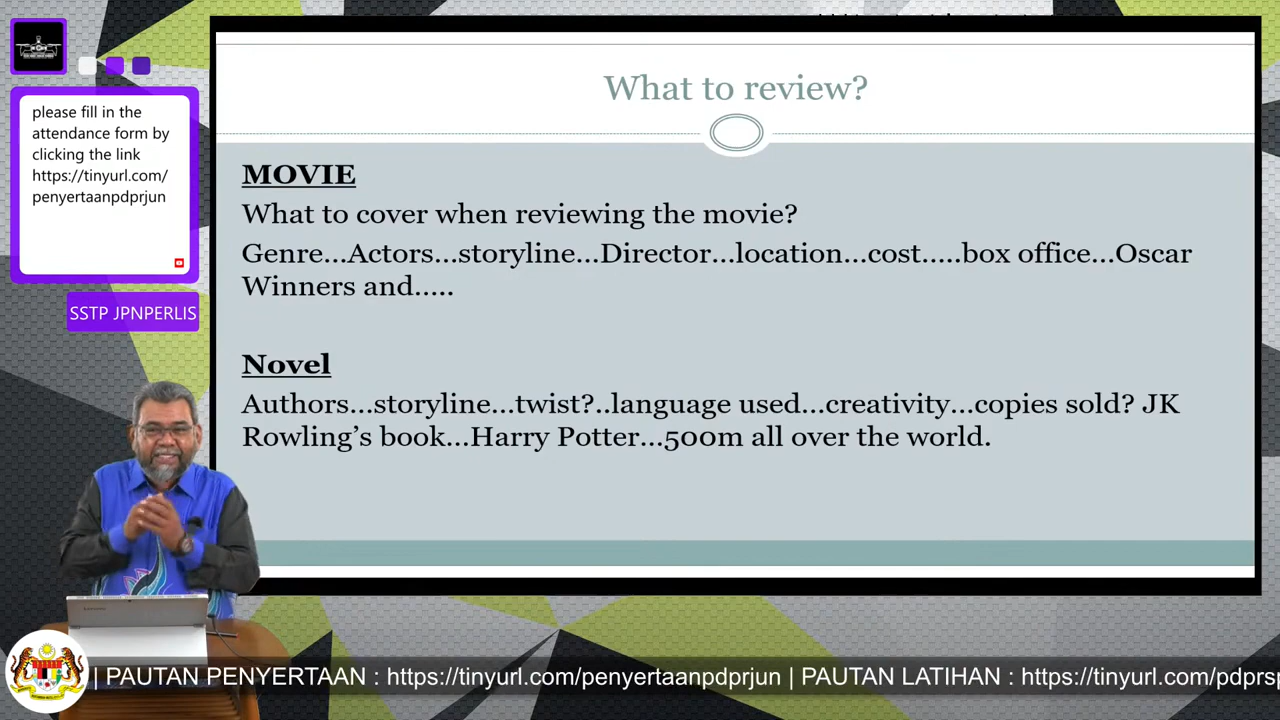 What to review?
please fill in the
attendance form by
clicking the link
https://tinyurl.com/
penyertaanpdprjun
SSTP JPNPERLIS
MOVIE
What to cover when reviewing the movie?
Genre...Actors...storyline...Director...location...cost.....box office...Oscar
Winners and.....
Novel
Authors...storyline...twist?..language used...creativity...copies sold? JK
Rowling's book...Harry Potter...500m all over the world.
| PAUTAN PENYERTAAN : https://tinyurl.com/penyertaanpdprjun | PAUTAN LATIHAN : https://tinyurl.com/pdprsp